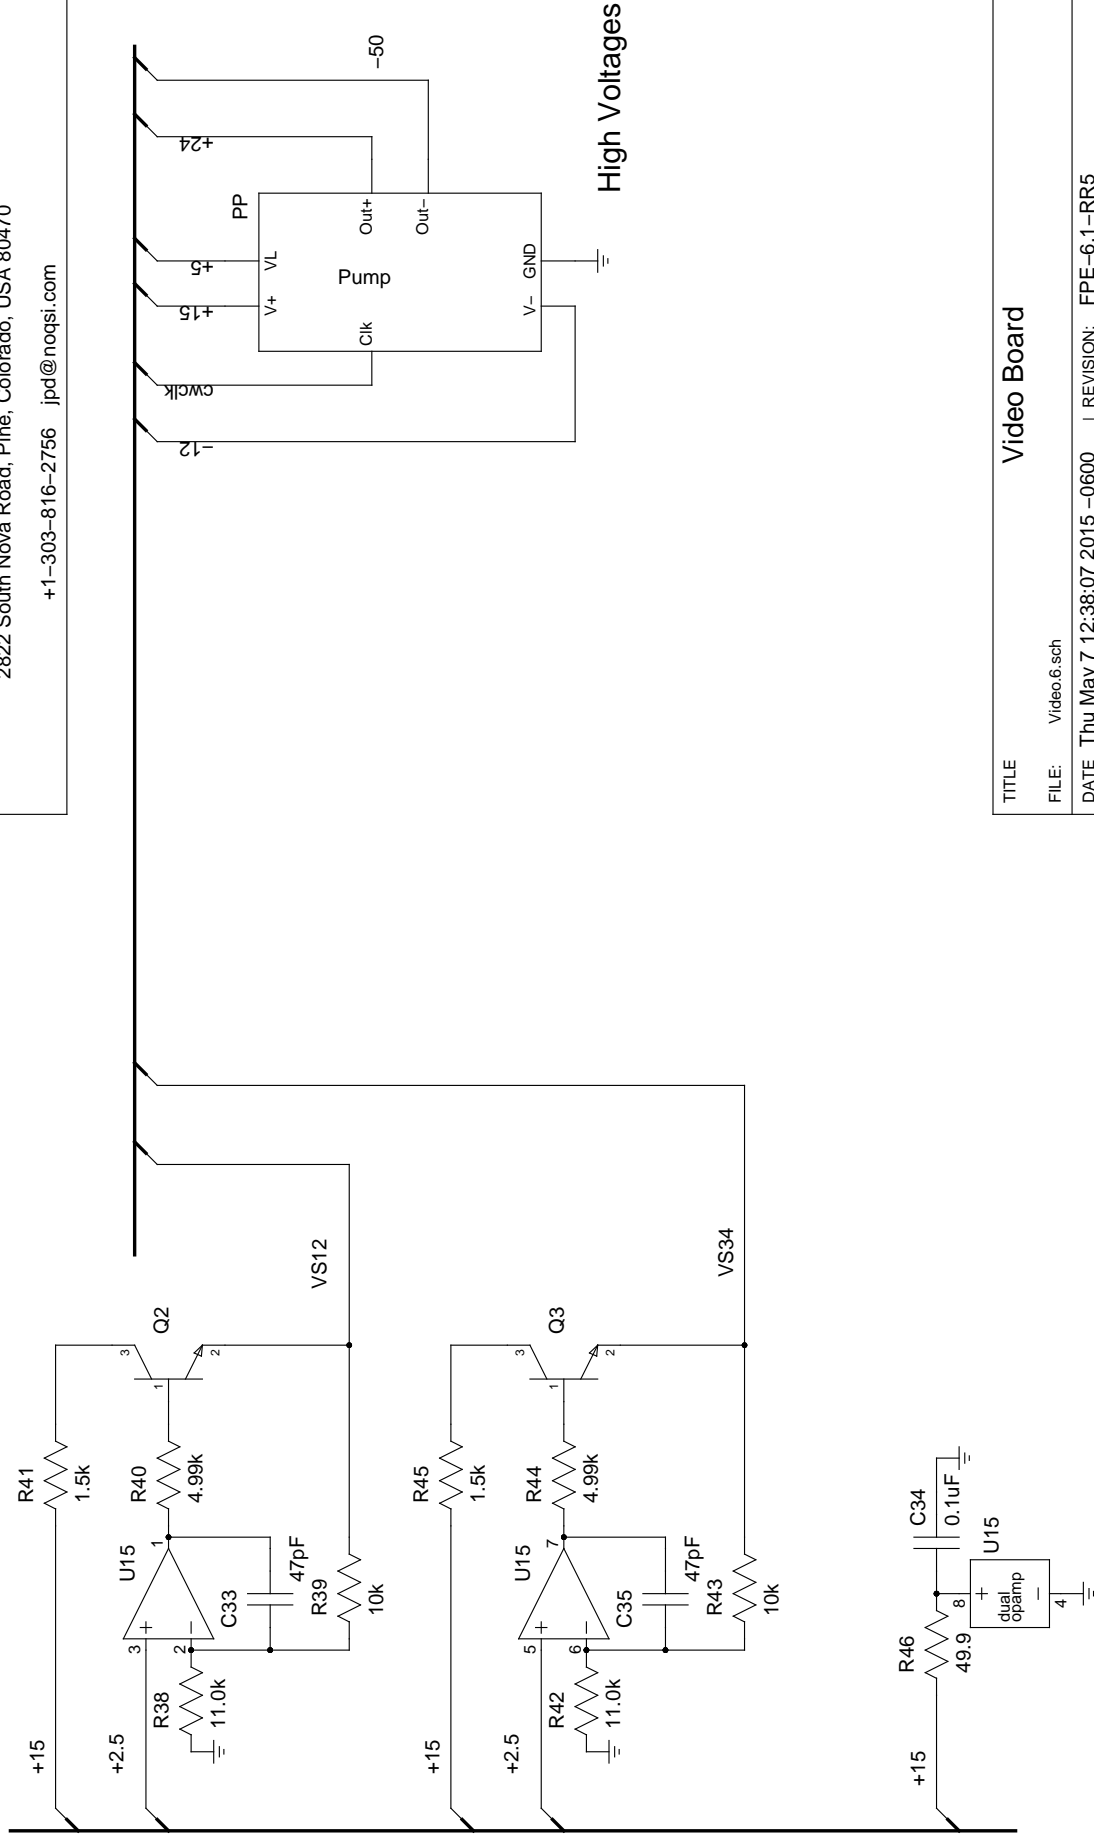 2822 South Nova Road, Pine, Colorado, USA 80470
+1−303−816−2756 jpd@noqsi.com
+15
R41
1.5k
Q2
3
1
2
+2.5
R38
11.0k
3
2
+
−
U15
1
R40
4.99k
C33
47pF
R39
10k
VS12
+15
R45
1.5k
Q3
3
1
2
+2.5
R42
11.0k
5
6
+
−
U15
7
R44
4.99k
C35
47pF
R43
10k
VS34
+15
R46
49.9
C34
0.1uF
U15
8
+
dual
opamp
−
4
−12
cwclk
+15
+5
+24
−50
PP
V+
VL
Out+
Out−
Clk
Pump
V−
GND
High Voltages
TITLE
Video Board
FILE: Video.6.sch
DATE Thu May 7 12:38:07 2015 −0600 | REVISION: FPE−6.1−RR5